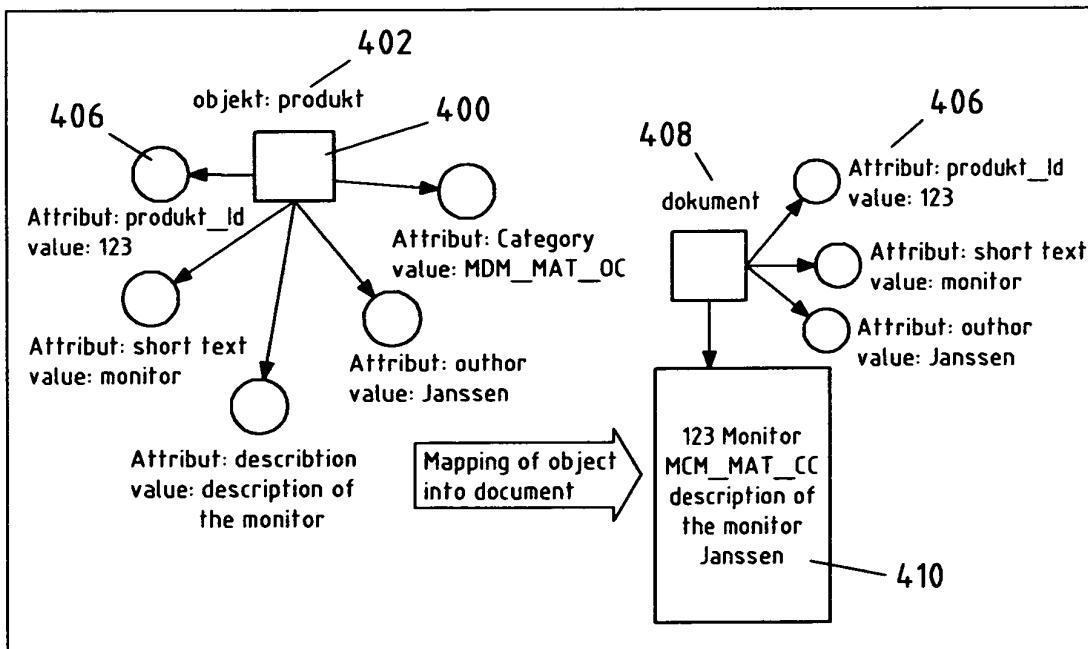 402
objekt: produkt
406
400
Attribut: produkt_Id
value: 123
Attribut: Category
value: MDM_MAT_OC
Attribut: short text
value: monitor
Attribut: outhor
value: Janssen
Attribut: describtion
value: description of
the monitor
Mapping of object
into document
408
dokument
406
Attribut: produkt_Id
value: 123
Attribut: short text
value: monitor
Attribut: outhor
value: Janssen
123 Monitor
MCM_MAT_CC
description of
the monitor
Janssen
410